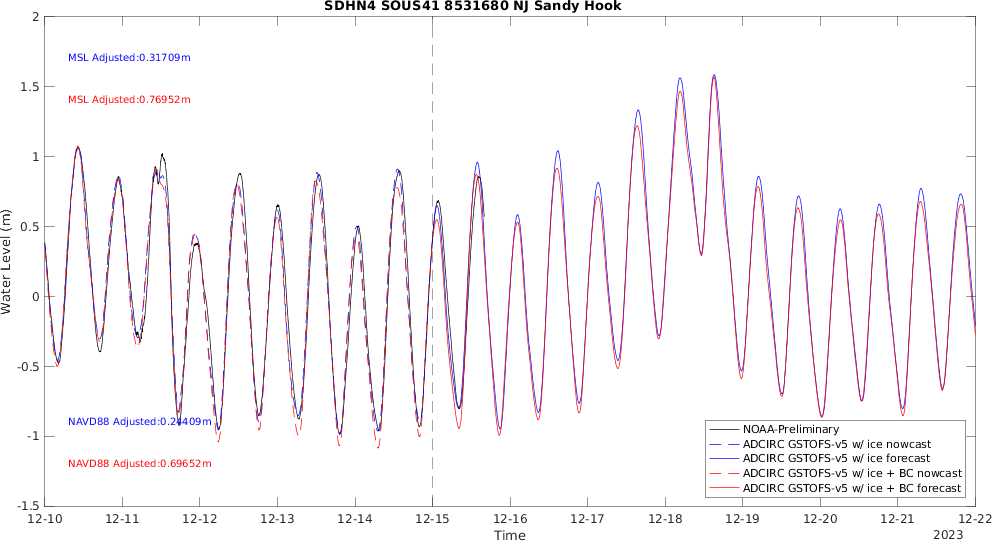 SDHN4 SOUS41 8531680 NJ Sandy Hook
2
1.5
1
0.5
0
-0.5
-1
-1.5
Water Level (m)
MSL Adjusted:0.31709m
MSL Adjusted:0.76952m
NAVD88 Adjusted:0.24409m
NAVD88 Adjusted:0.69652m
NOAA-Preliminary
ADCIRC GSTOFS-v5 w/ ice nowcast
ADCIRC GSTOFS-v5 w/ ice forecast
ADCIRC GSTOFS-v5 w/ ice + BC nowcast
ADCIRC GSTOFS-v5 w/ ice + BC forecast
12-10 12-11 12-12 12-13 12-14 12-15 12-16 12-17 12-18 12-19 12-20 12-21 12-22
Time
2023